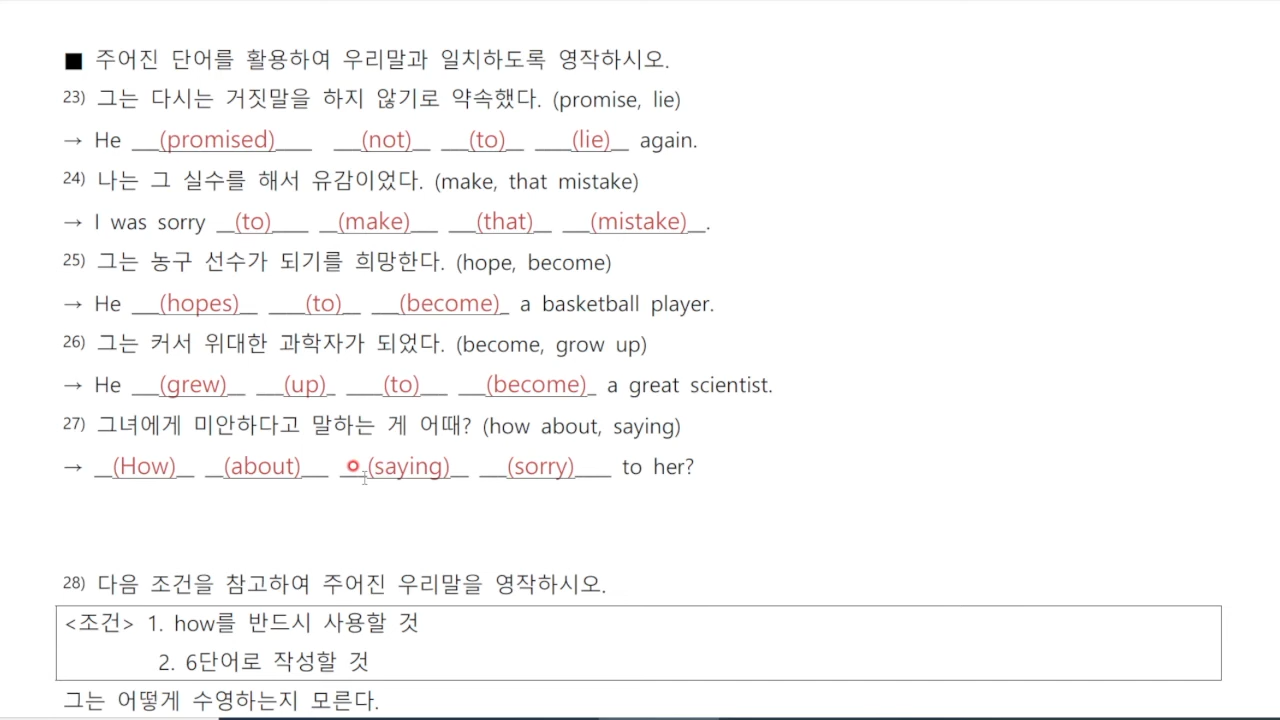 ■ 주어진 단어를 활용하여 우리말과 일치하도록 영작하시오.
23) 그는 다시는 거짓말을 하지 않기로 약속했다. (promise, lie)
→ He ___(promised)____ ___(not)__ ___(to)__ ____(lie)__ again.
24) 나는 그 실수를 해서 유감이었다. (make, that mistake)
→ I was sorry __(to)____ __(make)___ ___(that)__ ___(mistake)__.
25) 그는 농구 선수가 되기를 희망한다. (hope, become)
→ He ___(hopes)__ ____(to)__ ___(become)_ a basketball player.
26) 그는 커서 위대한 과학자가 되었다. (become, grow up)
→ He ___(grew)__ ___(up)_ ____(to)___ ___(become)_ a great scientist.
27) 그녀에게 미안하다고 말하는 게 어때? (how about, saying)
→ __(How)__ __(about)___ ___(saying)__ ___(sorry)____ to her?
28) 다음 조건을 참고하여 주어진 우리말을 영작하시오.
<조건> 1. how를 반드시 사용할 것
2. 6단어로 작성할 것
그는 어떻게 수영하는지 모른다.